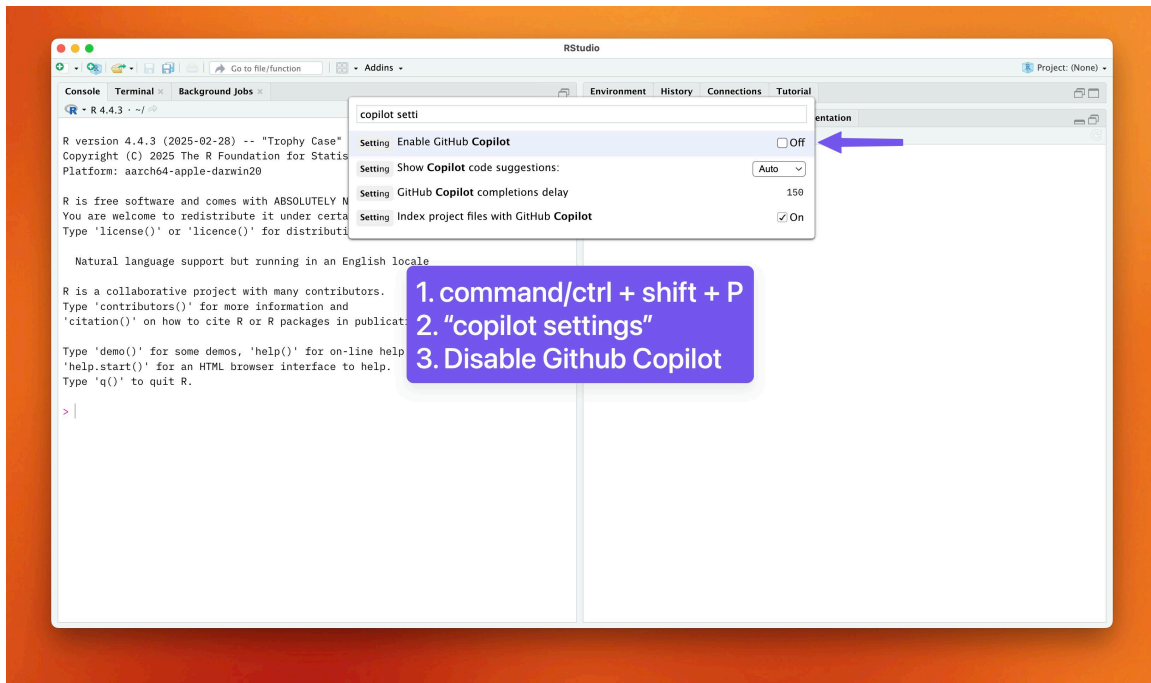 RStudio
Go to file/function
Addins
Project: (None)
Console Terminal Background Jobs
R 4.4.3 · ~/
R version 4.4.3 (2025-02-28) -- "Trophy Case"
Copyright (C) 2025 The R Foundation for Statis
Platform: aarch64-apple-darwin20
R is free software and comes with ABSOLUTELY N
You are welcome to redistribute it under certa
Type 'license()' or 'licence()' for distributi
Natural language support but running in an English locale
R is a collaborative project with many contributors.
Type 'contributors()' for more information and
'citation()' on how to cite R or R packages in publicat
Type 'demo()' for some demos, 'help()' for on-line help
'help.start()' for an HTML browser interface to help.
Type 'q()' to quit R.
>
Environment History Connections Tutorial
entation
copilot setti
Setting Enable GitHub Copilot Off
Setting Show Copilot code suggestions: Auto
Setting GitHub Copilot completions delay 150
Setting Index project files with GitHub Copilot On
1. command/ctrl + shift + P
2. “copilot settings”
3. Disable Github Copilot